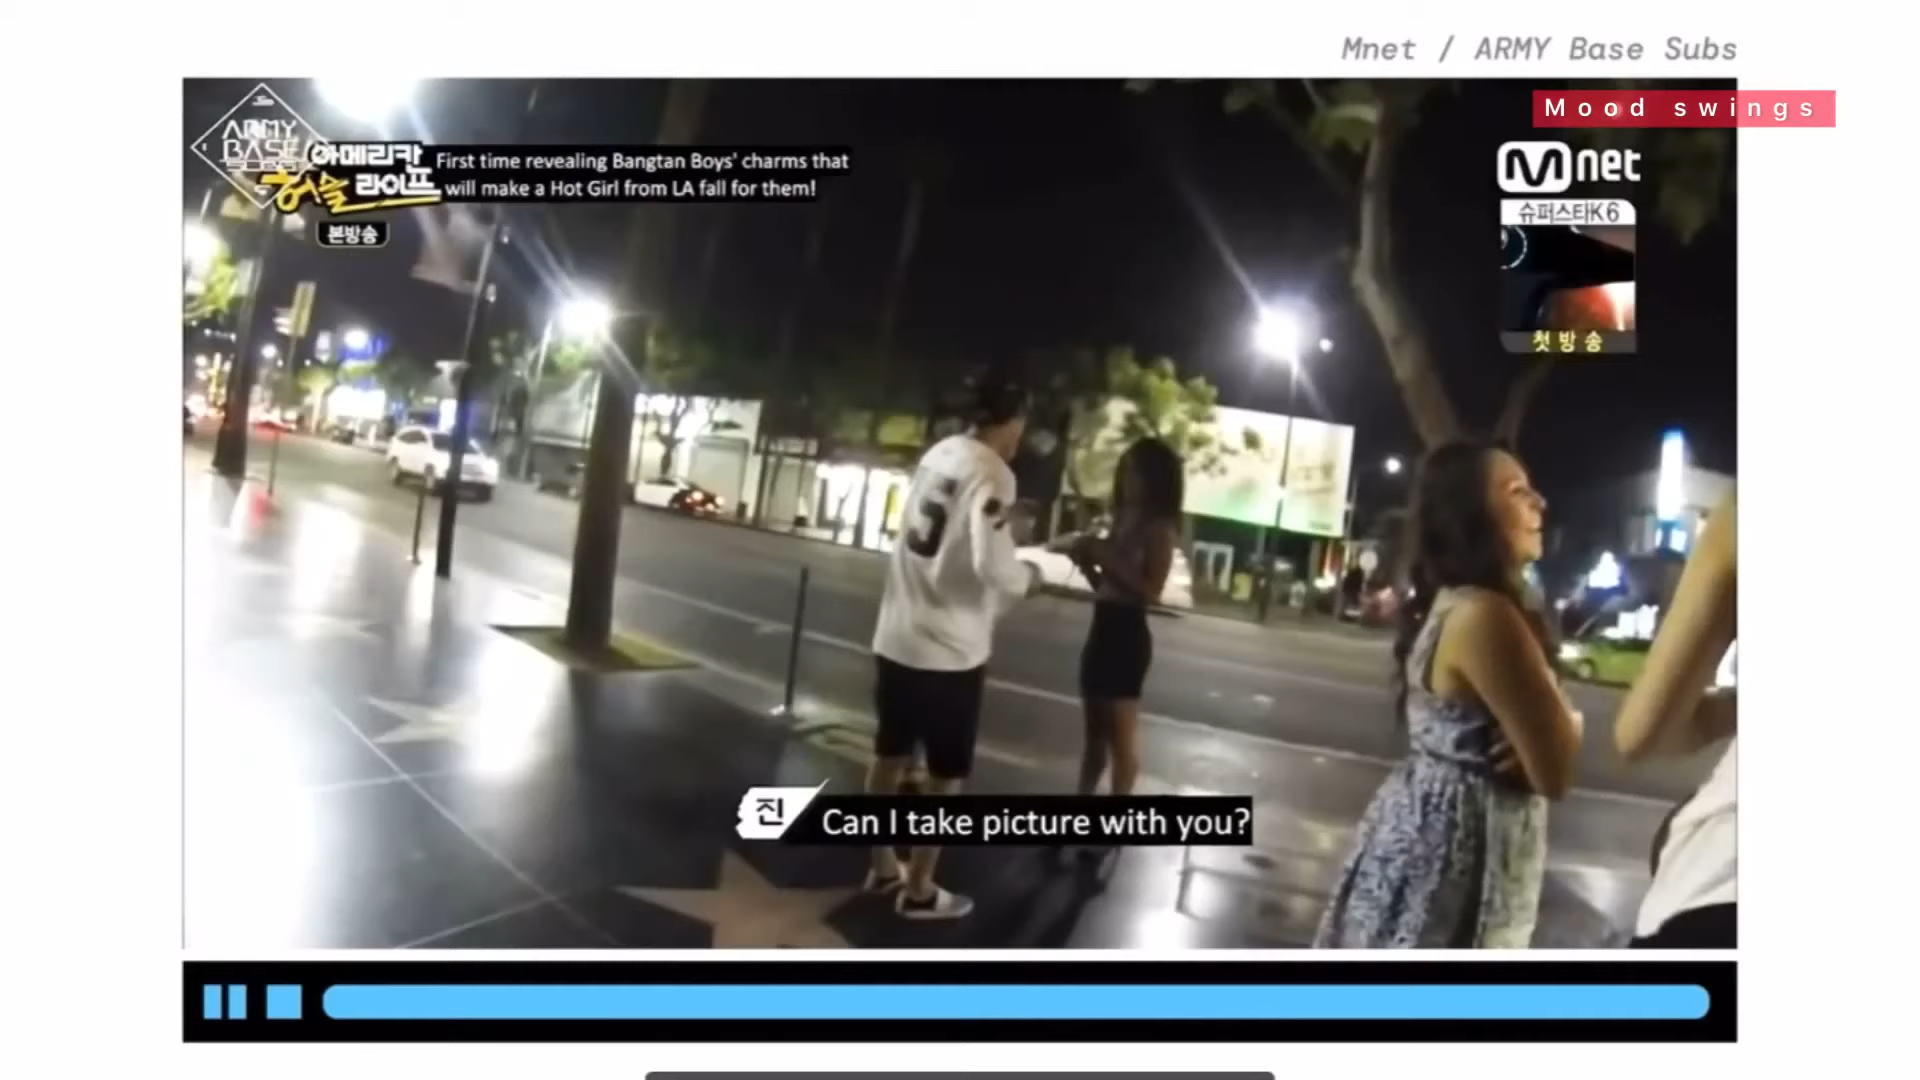 Mnet / ARMY Base Subs
Mood swings
ARMY
BASE
아메리칸
허슬 라이프
본방송
First time revealing Bangtan Boys' charms that
will make a Hot Girl from LA fall for them!
Mnet
슈퍼스타K6
첫방송
5
진
Can I take picture with you?